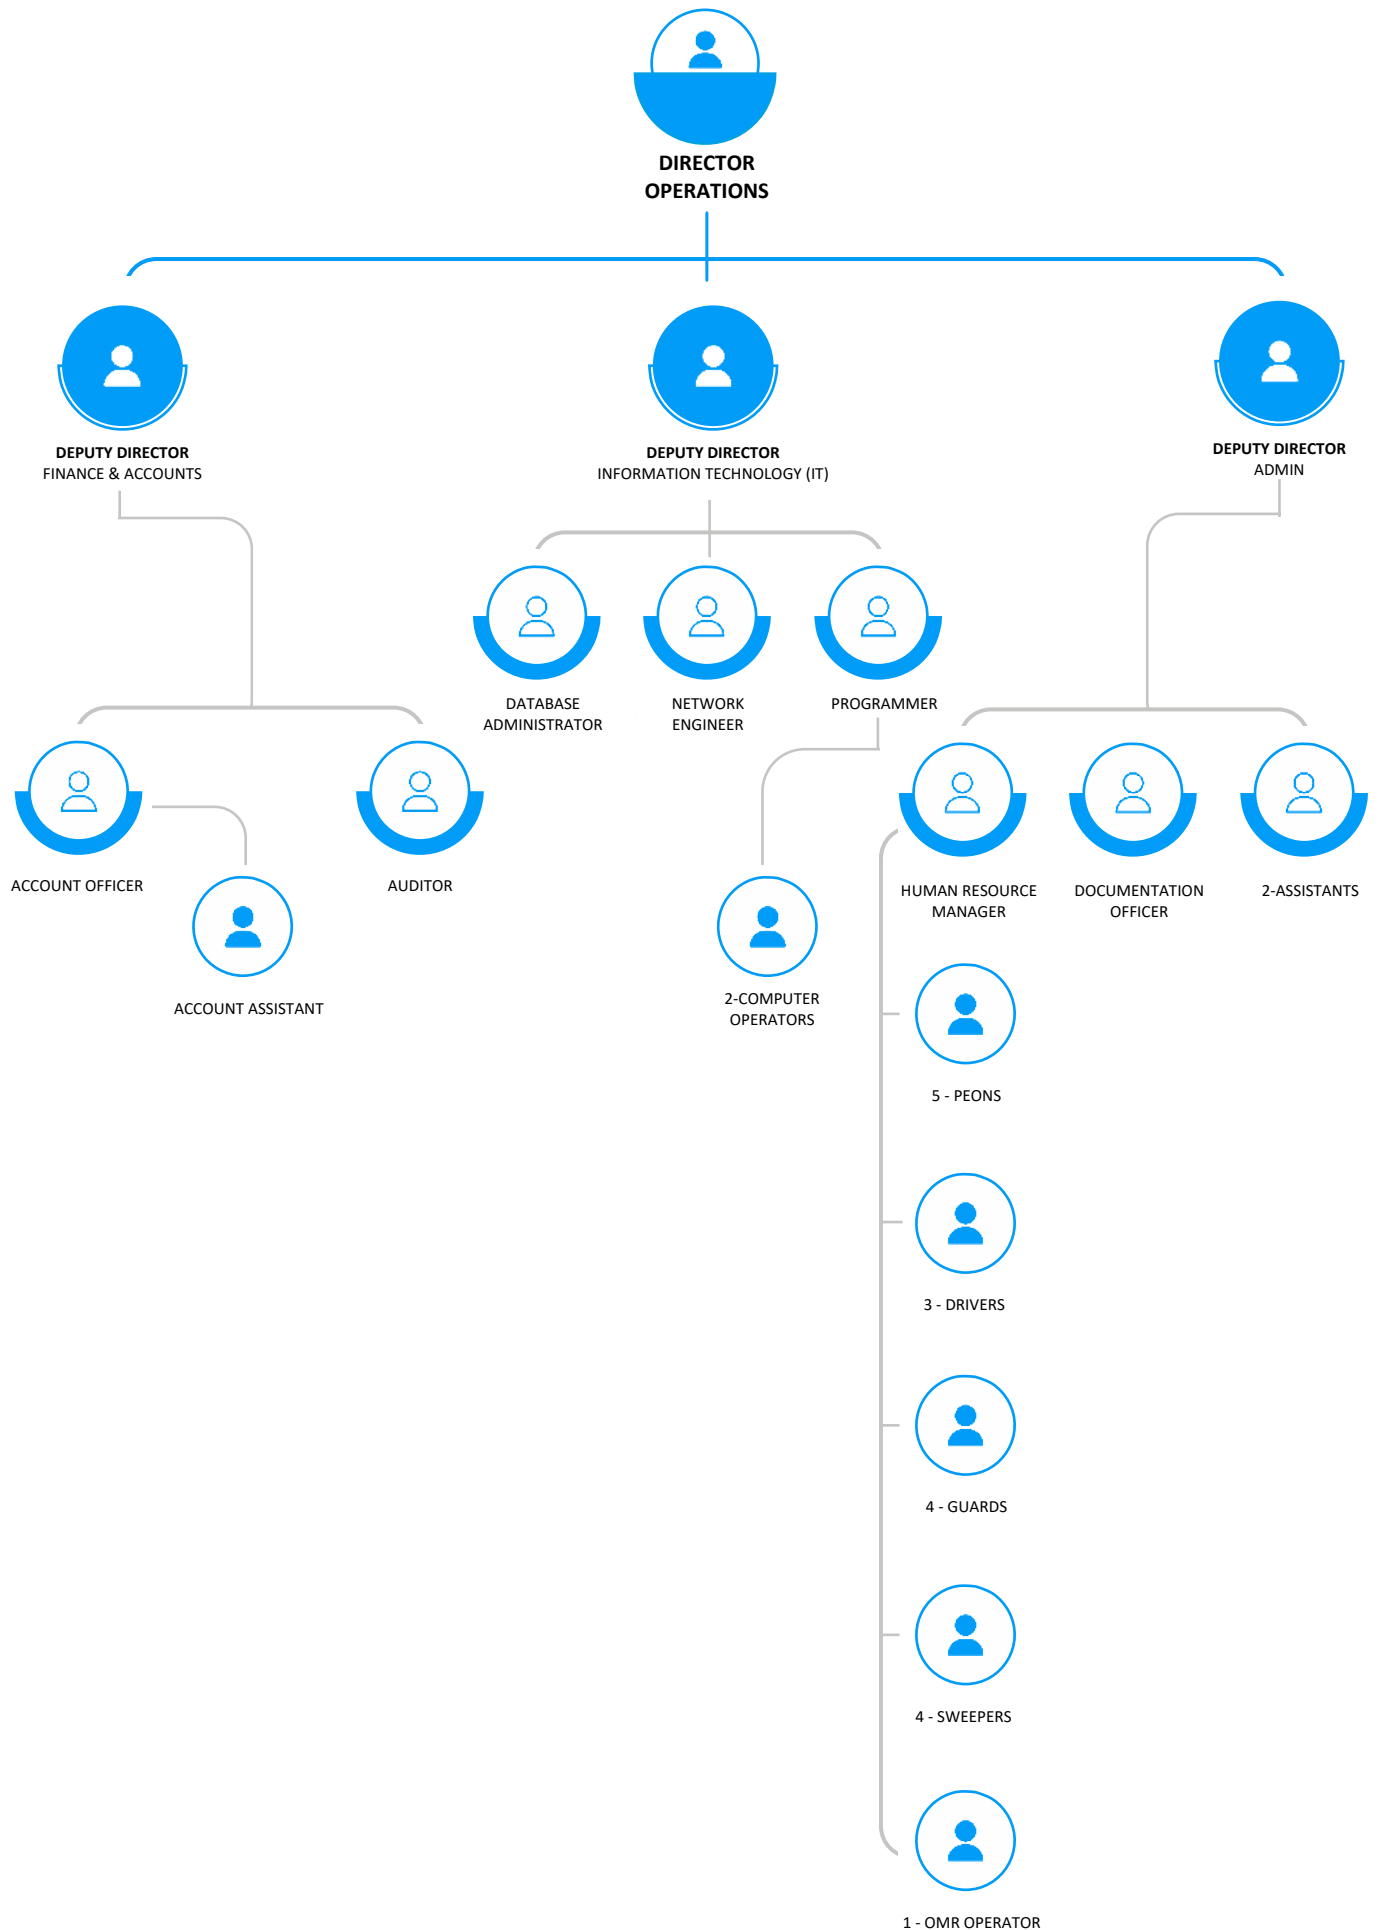 DIRECTOR
OPERATIONS
DEPUTY DIRECTOR
FINANCE & ACCOUNTS
DEPUTY DIRECTOR
INFORMATION TECHNOLOGY (IT)
DEPUTY DIRECTOR
ADMIN
DATABASE
ADMINISTRATOR
NETWORK
ENGINEER
PROGRAMMER
ACCOUNT OFFICER
AUDITOR
HUMAN RESOURCE
MANAGER
DOCUMENTATION
OFFICER
2-ASSISTANTS
ACCOUNT ASSISTANT
2-COMPUTER
OPERATORS
5 - PEONS
3 - DRIVERS
4 - GUARDS
4 - SWEEPERS
1 - OMR OPERATOR